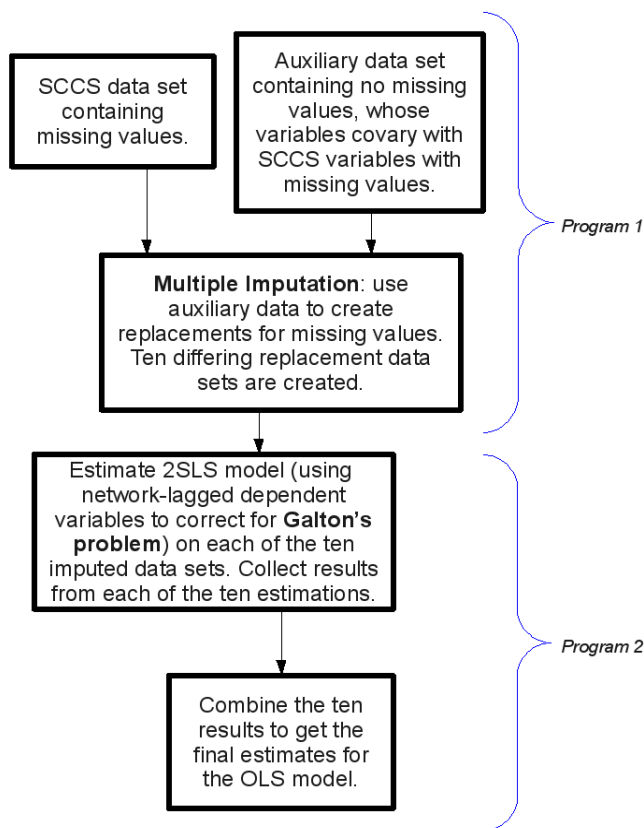 SCCS data set
containing
missing values.
Auxiliary data set
containing no missing
values, whose
variables covary with
SCCS variables with
missing values.
Program 1
Multiple Imputation: use
auxiliary data to create
replacements for missing values.
Ten differing replacement data
sets are created.
Estimate 2SLS model (using
network-lagged dependent
variables to correct for Galton's
problem) on each of the ten
imputed data sets. Collect results
from each of the ten estimations.
Program 2
Combine the ten
results to get the
final estimates for
the OLS model.